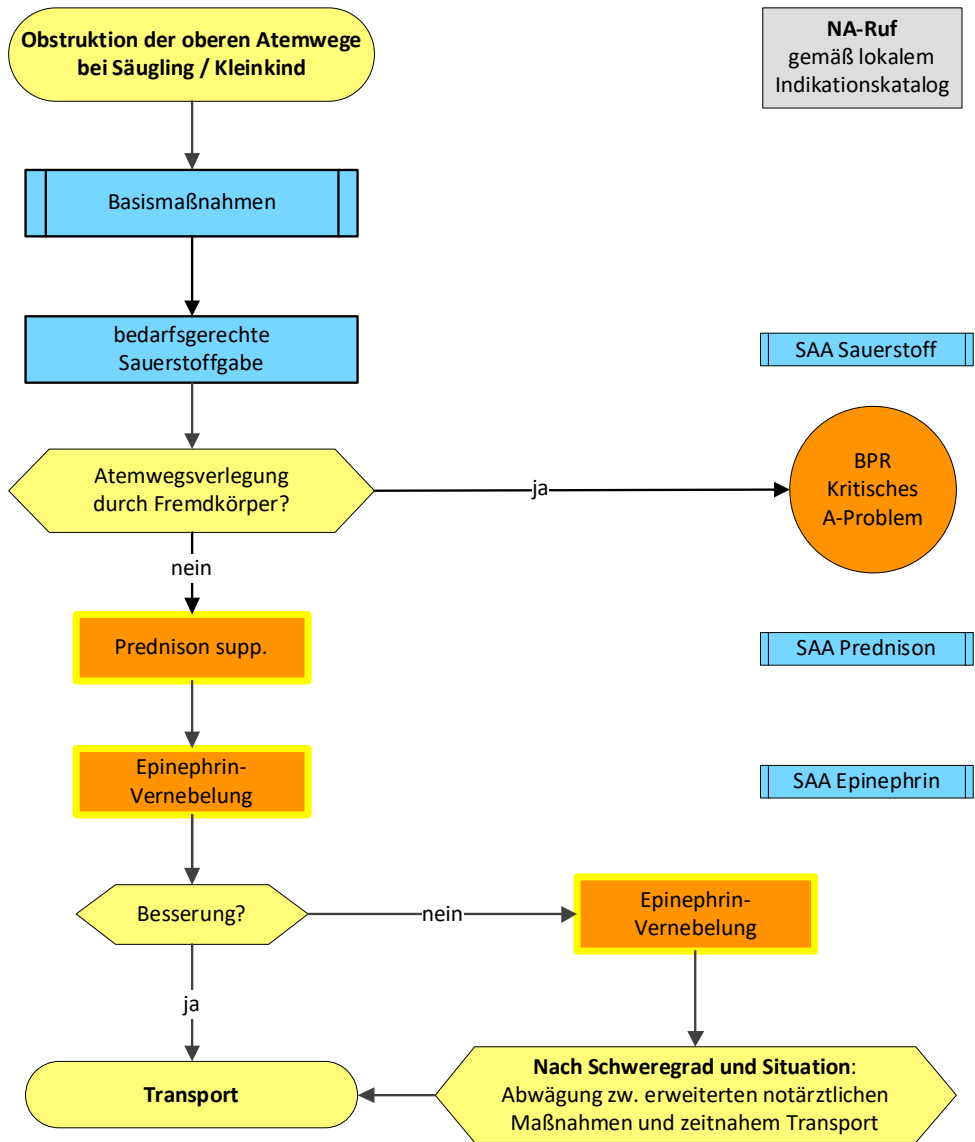 Obstruktion der oberen Atemwege
bei Säugling / Kleinkind
NA-Ruf
gemäß lokalem
Indikationskatalog
Basismaßnahmen
bedarfsgerechte
Sauerstoffgabe
SAA Sauerstoff
Atemwegsverlegung
durch Fremdkörper?
ja
BPR
Kritisches
A-Problem
nein
Prednison supp.
SAA Prednison
Epinephrin-
Vernebelung
SAA Epinephrin
Besserung?
nein
Epinephrin-
Vernebelung
ja
Transport
Nach Schweregrad und Situation:
Abwägung zw. erweiterten notärztlichen
Maßnahmen und zeitnahem Transport